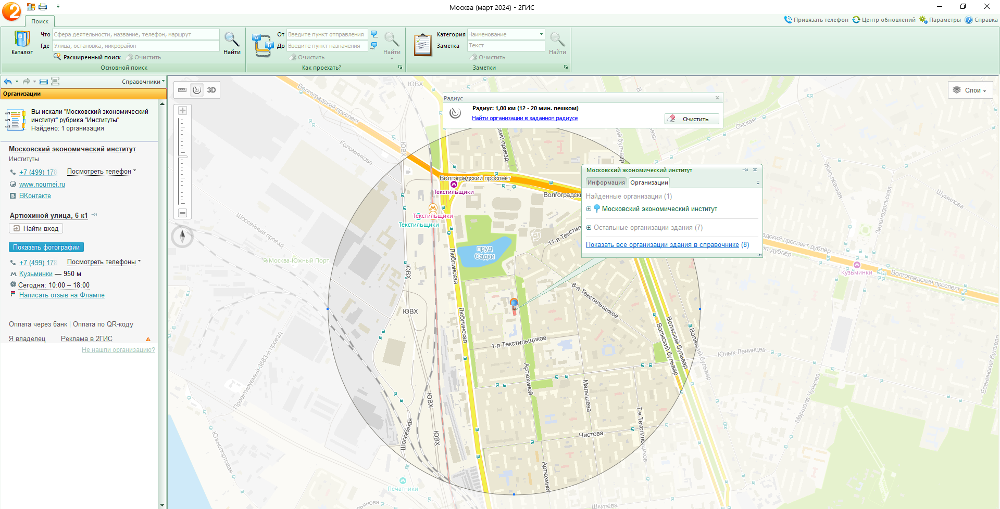 Москва (март 2024) - 2ГИС
Поиск
Привязать телефон
Центр обновлений
Параметры
Справка
Каталог
Что
Сфера деятельности, название, телефон, маршрут
Где
Улица, остановка, микрорайон
Расширенный поиск
Очистить
Найти
Основной поиск
От
Введите пункт отправления
До
Введите пункт назначения
Очистить
Найти
Как проехать?
Категория
Наименование
Заметка
Текст
Очистить
Найти
Заметки
Справочники
Организации
Вы искали "Московский экономический
институт" рубрика "Институты"
Найдено: 1 организация
Московский экономический институт
Институты
+7 (499) 178
Посмотреть телефон
www.noumei.ru
ВКонтакте
Артюхиной улица, 6 к1
Найти вход
Показать фотографии
+7 (499) 178
Посмотреть телефоны
Кузьминки — 950 м
Сегодня: 10:00 – 18:00
Написать отзыв на Флампе
Оплата через банк | Оплата по QR-коду
Я владелец
Реклама в 2ГИС
Не нашли организацию?
3D
Слои
Радиус
Радиус: 1,00 км (12 - 20 мин. пешком)
Найти организации в заданном радиусе
Очистить
Московский экономический институт
Информация
Организации
Найденные организации (1)
Московский экономический институт
Остальные организации здания (7)
Показать все организации здания в справочнике (8)
ЮВХ
Волгоградский проспект
Коломникова
ЮВХ
Шоссейный проезд
Москва-Южный Порт
Волгоградский проспект
Текстильщики
Текстильщики
Текстильщики
пруд
Садки
11-я Текстил
Люблинская
ЮВХ
8-я Текстильщиков
ЮВХ
Люблинская
1-я Текстильщиков
Артюхиной
Малышева
7-я Текстильщиков
Чистова
Артюхиной
ЮВХ
ЮВХ
Шоссейная
Проектируемый 3683-й проезд
Южнопортовая
Печатники
Шкулёва
Волжский бульвар
Волжский бульвар
Юных Ленинцев
Маршала Чуйкова
Есенинский бульвар
Кузьминки
Волгоградский проспект
Окская
Жигулёвская
Зеленодольская
Шумилова